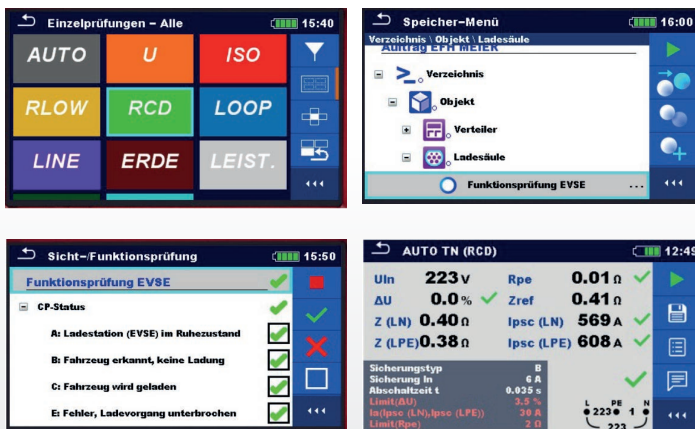 Einzelprüfungen – Alle 15:40
AUTO U ISO
RLOW RCD LOOP
LINE ERDE LEIST.
Speicher–Menü 16:00
Verzeichnis \ Objekt \ Ladesäule
Auftrag EFH MEIER
Verzeichnis
Objekt
Verteiler
Ladesäule
Funktionsprüfung EVSE ...
Sicht–/Funktionsprüfung 15:50
Funktionsprüfung EVSE
CP-Status
A: Ladestation (EVSE) im Ruhezustand
B: Fahrzeug erkannt, keine Ladung
C: Fahrzeug wird geladen
E: Fehler, Ladevorgang unterbrochen
AUTO TN (RCD) 12:49
Uln 223 V Rpe 0.01 Ω
ΔU 0.0 % Zref 0.41 Ω
Z (LN) 0.40 Ω Ipsc (LN) 569 A
Z (LPE) 0.38 Ω Ipsc (LPE) 608 A
Sicherungstyp B
Sicherung In 6 A
Abschaltzeit t 0.035 s
Limit(ΔU) 3.5 %
Ia(Ipsc (LN),Ipsc (LPE)) 30 A
Limit(Rpe) 2 Ω
L PE N
223 1
223